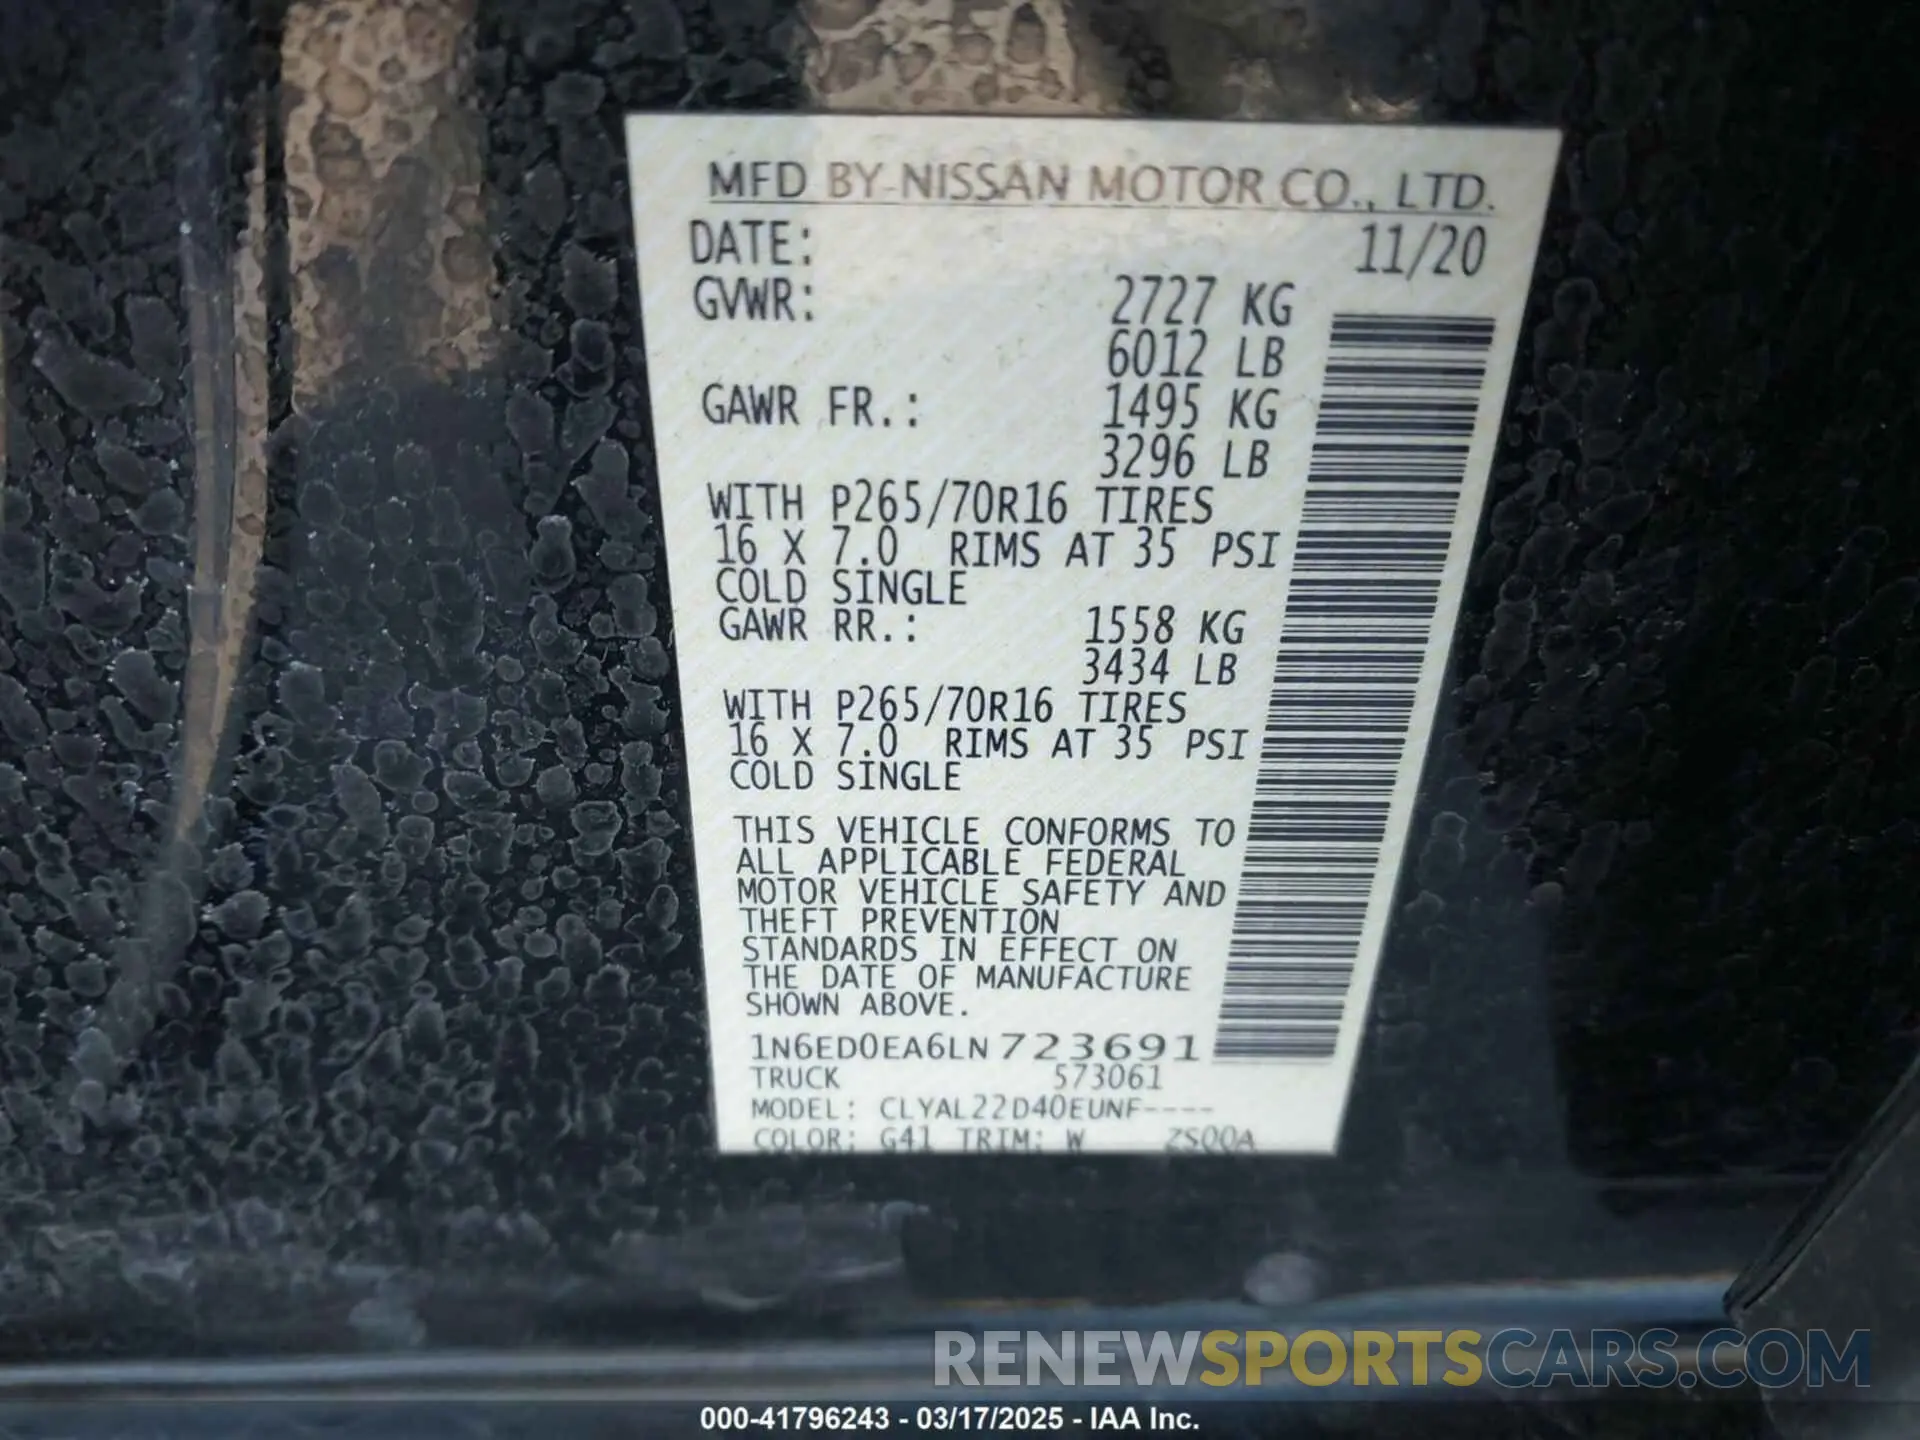 MFD BY NISSAN MOTOR CO., LTD.
DATE: 11/20
GVWR: 2727 KG
6012 LB
GAWR FR.: 1495 KG
3296 LB
WITH P265/70R16 TIRES
16 X 7.0 RIMS AT 35 PSI
COLD SINGLE
GAWR RR.: 1558 KG
3434 LB
WITH P265/70R16 TIRES
16 X 7.0 RIMS AT 35 PSI
COLD SINGLE
THIS VEHICLE CONFORMS TO
ALL APPLICABLE FEDERAL
MOTOR VEHICLE SAFETY AND
THEFT PREVENTION
STANDARDS IN EFFECT ON
THE DATE OF MANUFACTURE
SHOWN ABOVE.
1N6ED0EA6LN723691
TRUCK 573061
MODEL: CLYAL22D40EUNF----
COLOR: G41 TRIM: W ZS00A
RENEWSPORTSCARS.COM
000-41796243 - 03/17/2025 - IAA Inc.